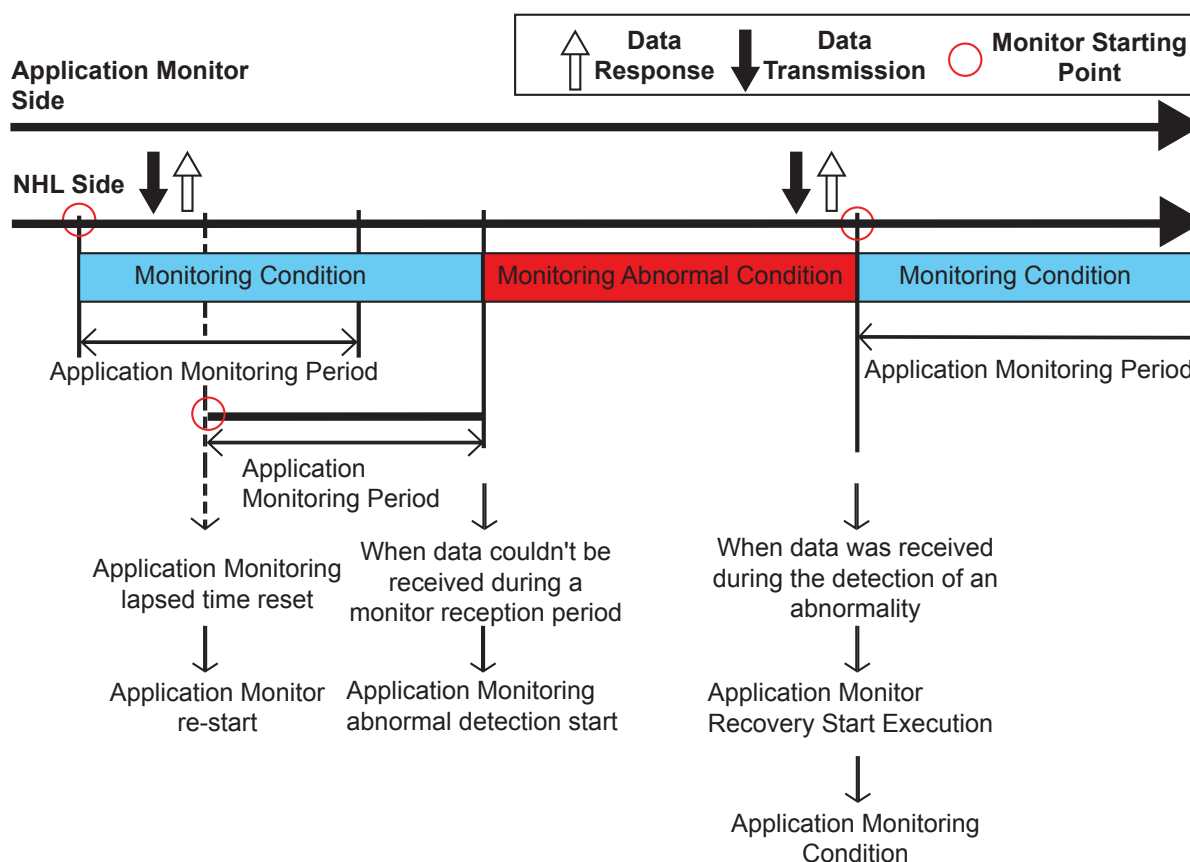 Data
Response
Data
Transmission
Monitor Starting
Point
Application Monitor
Side
NHL Side
Monitoring Condition
Monitoring Abnormal Condition
Monitoring Condition
Application Monitoring Period
Application Monitoring Period
Application
Monitoring Period
Application Monitoring
lapsed time reset
When data couldn't be
received during a
monitor reception period
When data was received
during the detection of an
abnormality
Application Monitor
re-start
Application Monitoring
abnormal detection start
Application Monitor
Recovery Start Execution
Application Monitoring
Condition